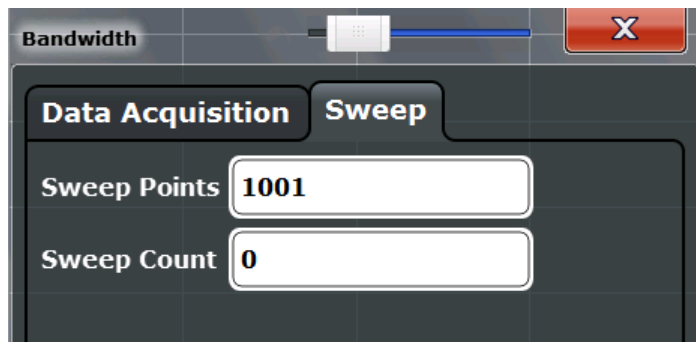 Bandwidth X
Data Acquisition Sweep
Sweep Points 1001
Sweep Count 0